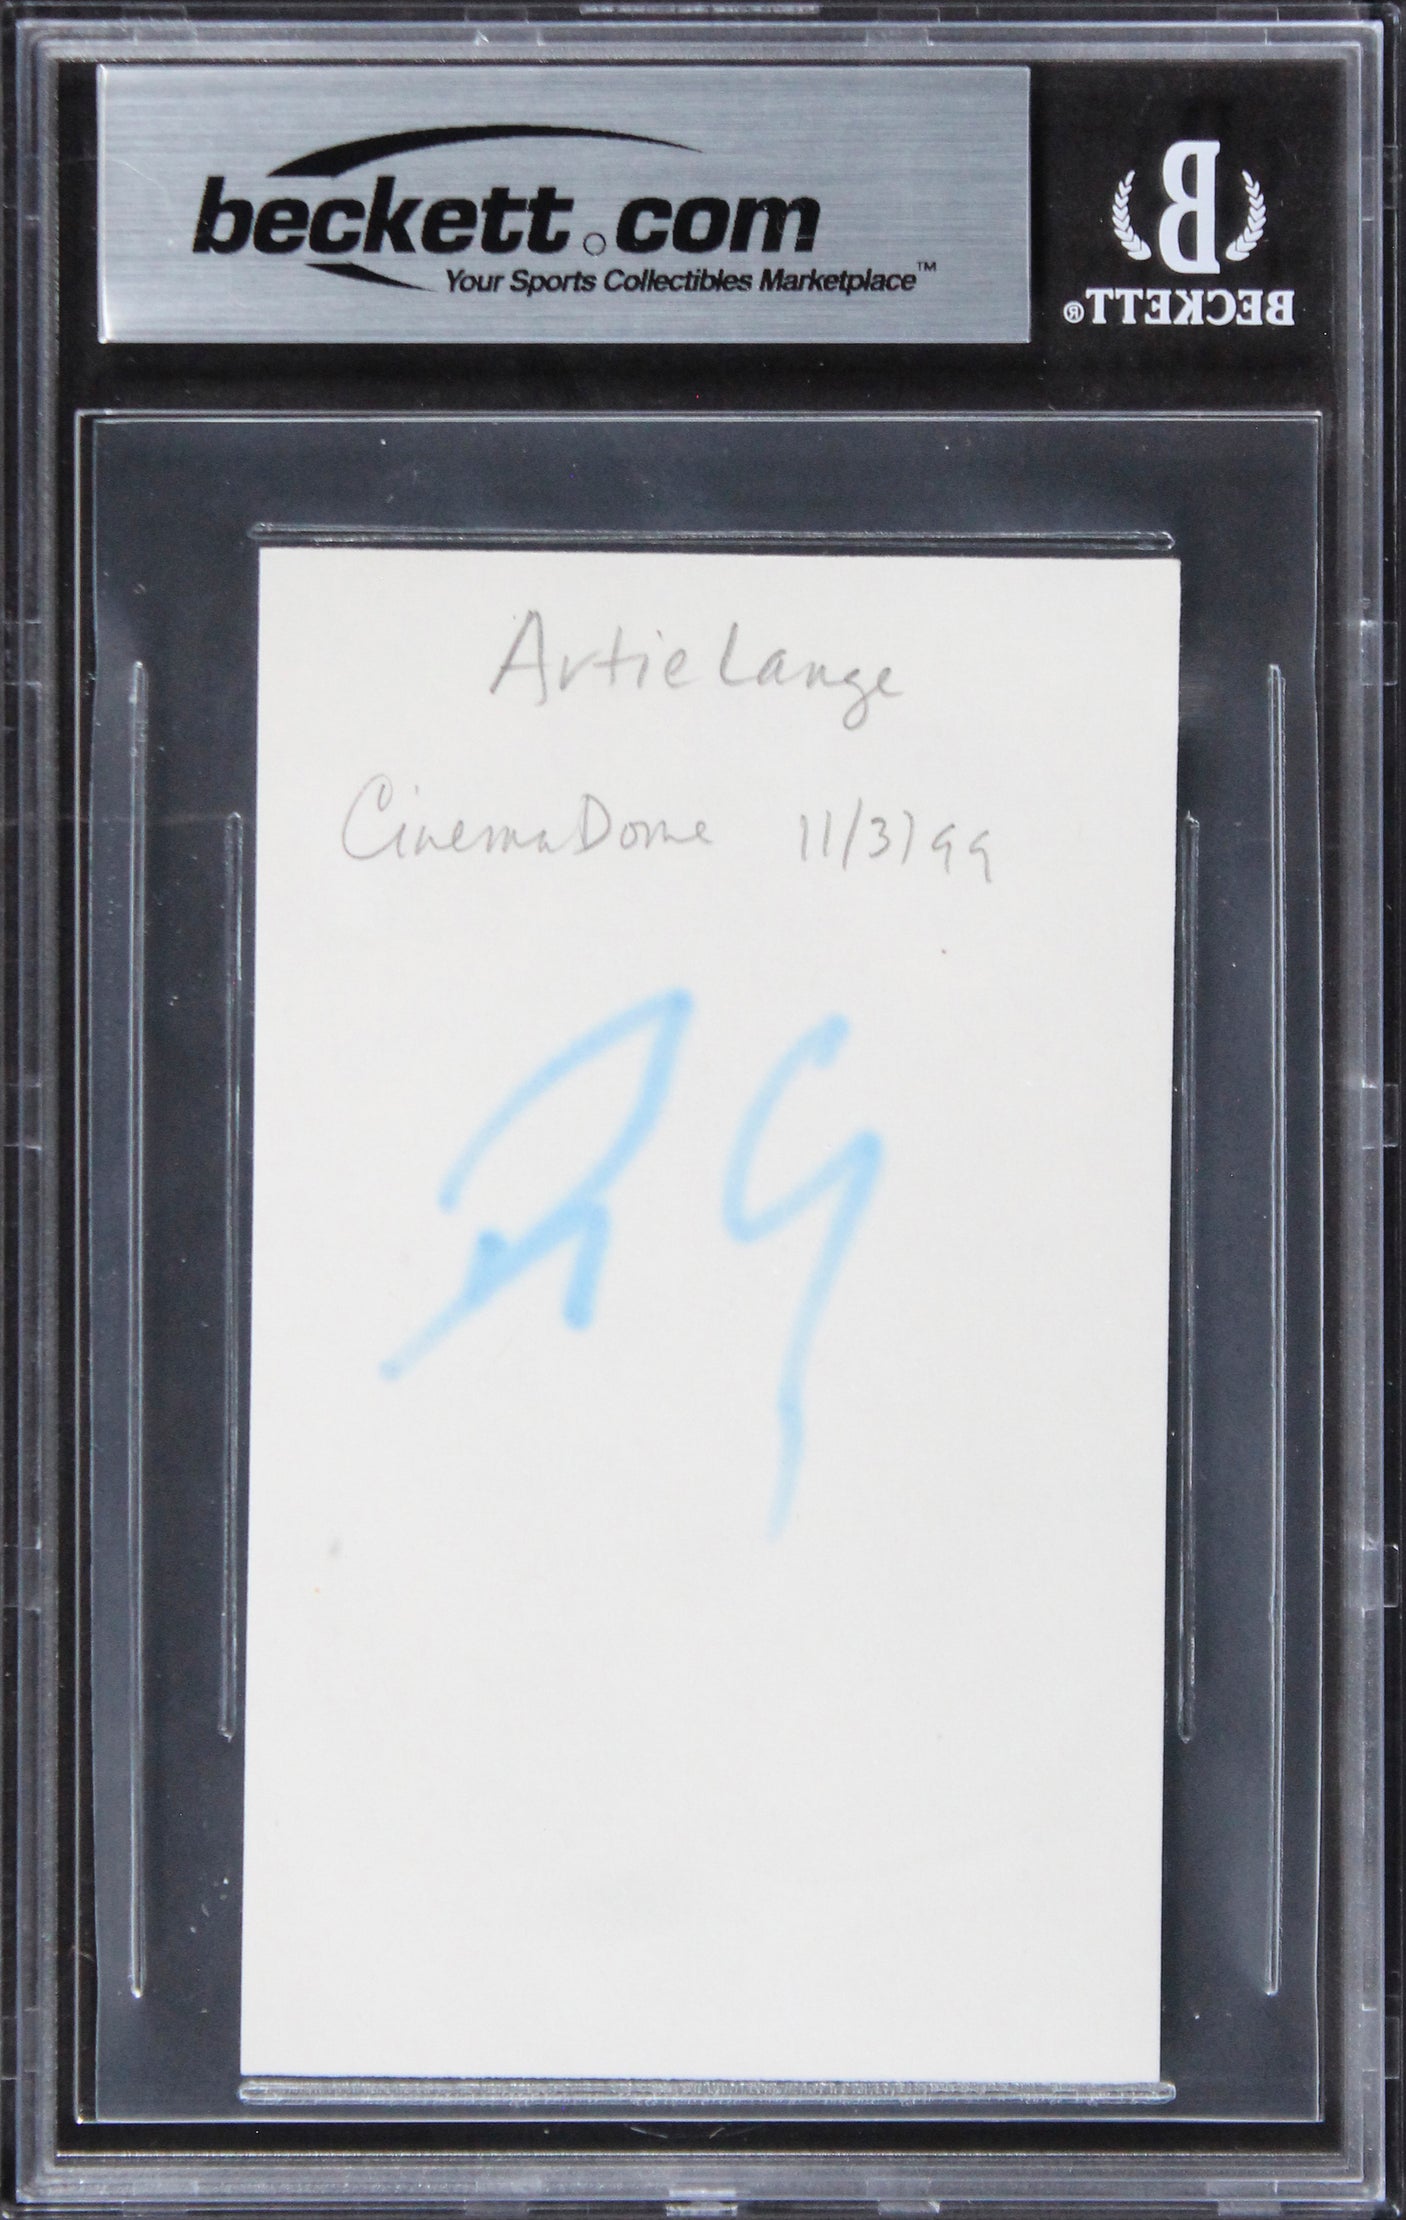 beckett.com
Your Sports Collectibles Marketplace™
BECKETT®
Artie Lange
CinemaDome 11/3/99